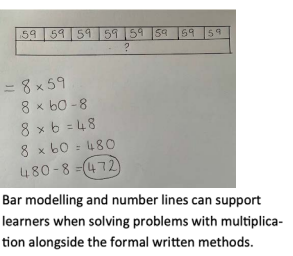 59 59 59 59 59 59 59 59
?
= 8 × 59
8 × 60 - 8
8 × 6 = 48
8 × 60 = 480
480 - 8 = 472
Bar modelling and number lines can support
learners when solving problems with multiplica-
tion alongside the formal written methods.